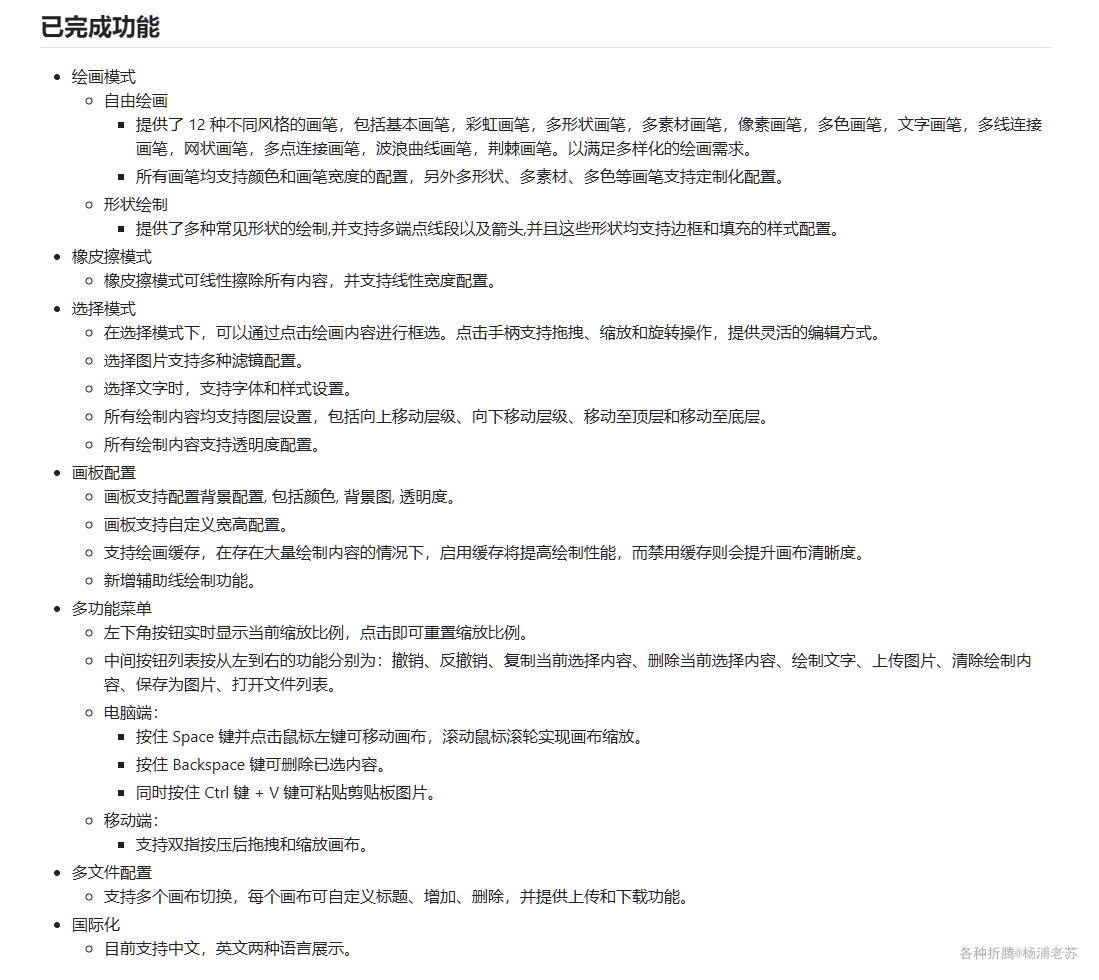 已完成功能
绘画模式
自由绘画
提供了 12 种不同风格的画笔，包括基本画笔，彩虹画笔，多形状画笔，多素材画笔，像素画笔，多色画笔，文字画笔，多线连接
画笔，网状画笔，多点连接画笔，波浪曲线画笔，荆棘画笔。以满足多样化的绘画需求。
所有画笔均支持颜色和画笔宽度的配置，另外多形状、多素材、多色等画笔支持定制化配置。
形状绘制
提供了多种常见形状的绘制,并支持多端点线段以及箭头,并且这些形状均支持边框和填充的样式配置。
橡皮擦模式
橡皮擦模式可线性擦除所有内容，并支持线性宽度配置。
选择模式
在选择模式下，可以通过点击绘画内容进行框选。点击手柄支持拖拽、缩放和旋转操作，提供灵活的编辑方式。
选择图片支持多种滤镜配置。
选择文字时，支持字体和样式设置。
所有绘制内容均支持图层设置，包括向上移动层级、向下移动层级、移动至顶层和移动至底层。
所有绘制内容支持透明度配置。
画板配置
画板支持配置背景配置, 包括颜色, 背景图, 透明度。
画板支持自定义宽高配置。
支持绘画缓存，在存在大量绘制内容的情况下，启用缓存将提高绘制性能，而禁用缓存则会提升画布清晰度。
新增辅助线绘制功能。
多功能菜单
左下角按钮实时显示当前缩放比例，点击即可重置缩放比例。
中间按钮列表按从左到右的功能分别为：撤销、反撤销、复制当前选择内容、删除当前选择内容、绘制文字、上传图片、清除绘制内
容、保存为图片、打开文件列表。
电脑端：
按住 Space 键并点击鼠标左键可移动画布，滚动鼠标滚轮实现画布缩放。
按住 Backspace 键可删除已选内容。
同时按住 Ctrl 键 + V 键可粘贴剪贴板图片。
移动端：
支持双指按压后拖拽和缩放画布。
多文件配置
支持多个画布切换，每个画布可自定义标题、增加、删除，并提供上传和下载功能。
国际化
目前支持中文，英文两种语言展示。
各种折腾@杨浦老苏